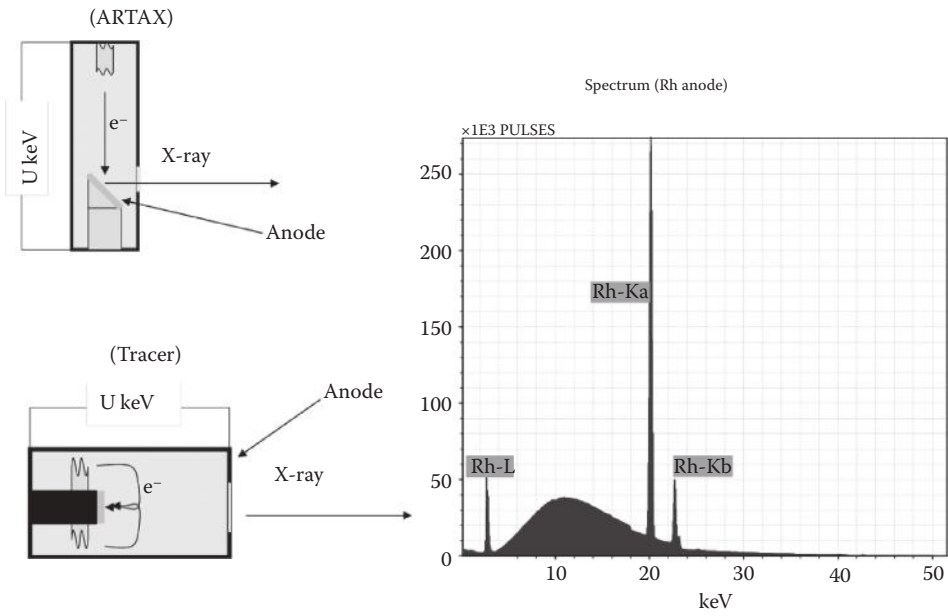 (ARTAX)
U keV
e⁻
X-ray
Anode
(Tracer)
U keV
Anode
e⁻
X-ray
Spectrum (Rh anode)
×1E3 PULSES
250
200
150
100
50
0
Rh-Ka
Rh-L
Rh-Kb
10 20 30 40 50
keV